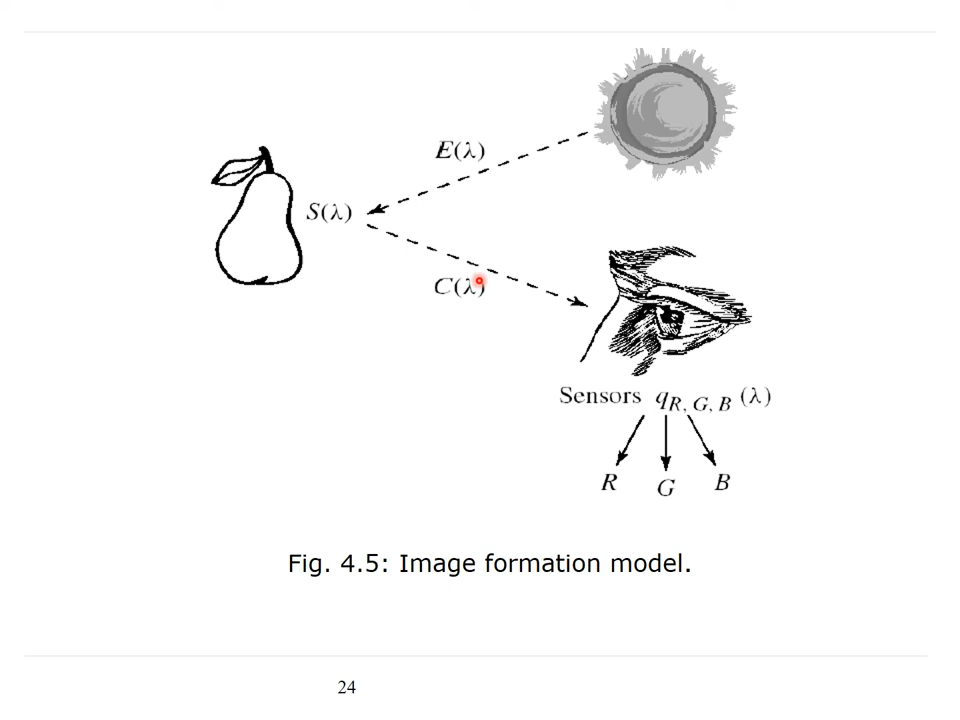 E(λ)
S(λ)
C(λ)
Sensors q R, G, B (λ)
R G B
Fig. 4.5: Image formation model.
24